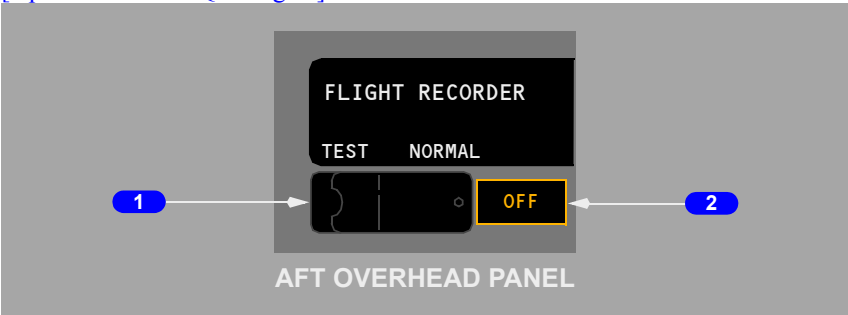 FLIGHT RECORDER
TEST NORMAL
1
OFF
2
AFT OVERHEAD PANEL